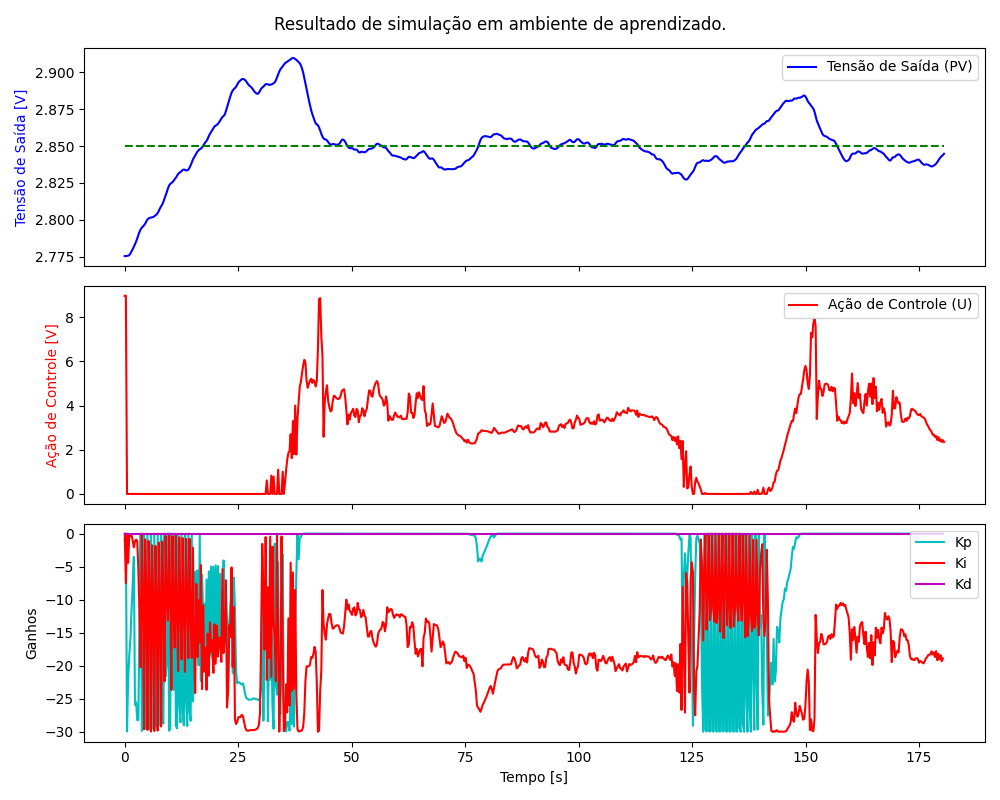 Resultado de simulação em ambiente de aprendizado.
Tensão de Saída [V]
2.900
2.875
2.850
2.825
2.800
2.775
Tensão de Saída (PV)
Ação de Controle [V]
8
6
4
2
0
Ação de Controle (U)
Ganhos
0
−5
−10
−15
−20
−25
−30
Kp
Ki
Kd
0 25 50 75 100 125 150 175
Tempo [s]